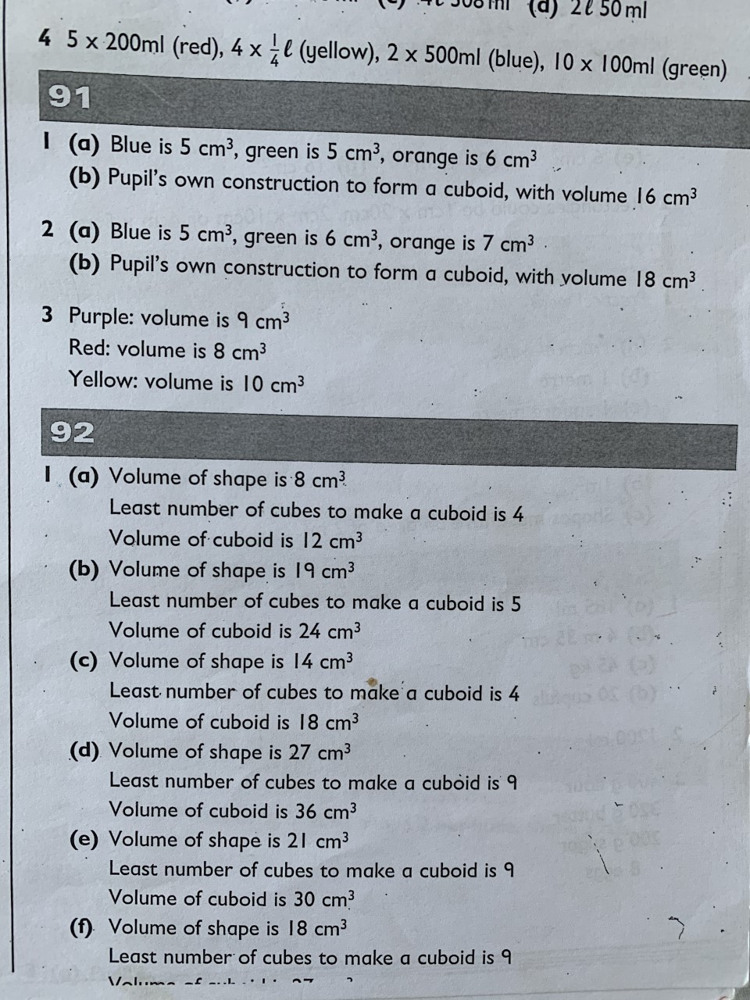 (d) 2ℓ 50 ml
4 5 x 200ml (red), 4 x 1/4 ℓ (yellow), 2 x 500ml (blue), 10 x 100ml (green)
91
1 (a) Blue is 5 cm³, green is 5 cm³, orange is 6 cm³
(b) Pupil's own construction to form a cuboid, with volume 16 cm³
2 (a) Blue is 5 cm³, green is 6 cm³, orange is 7 cm³
(b) Pupil's own construction to form a cuboid, with volume 18 cm³
3 Purple: volume is 9 cm³
Red: volume is 8 cm³
Yellow: volume is 10 cm³
92
1 (a) Volume of shape is 8 cm³
Least number of cubes to make a cuboid is 4
Volume of cuboid is 12 cm³
(b) Volume of shape is 19 cm³
Least number of cubes to make a cuboid is 5
Volume of cuboid is 24 cm³
(c) Volume of shape is 14 cm³
Least number of cubes to make a cuboid is 4
Volume of cuboid is 18 cm³
(d) Volume of shape is 27 cm³
Least number of cubes to make a cuboid is 9
Volume of cuboid is 36 cm³
(e) Volume of shape is 21 cm³
Least number of cubes to make a cuboid is 9
Volume of cuboid is 30 cm³
(f) Volume of shape is 18 cm³
Least number of cubes to make a cuboid is 9
Volume of